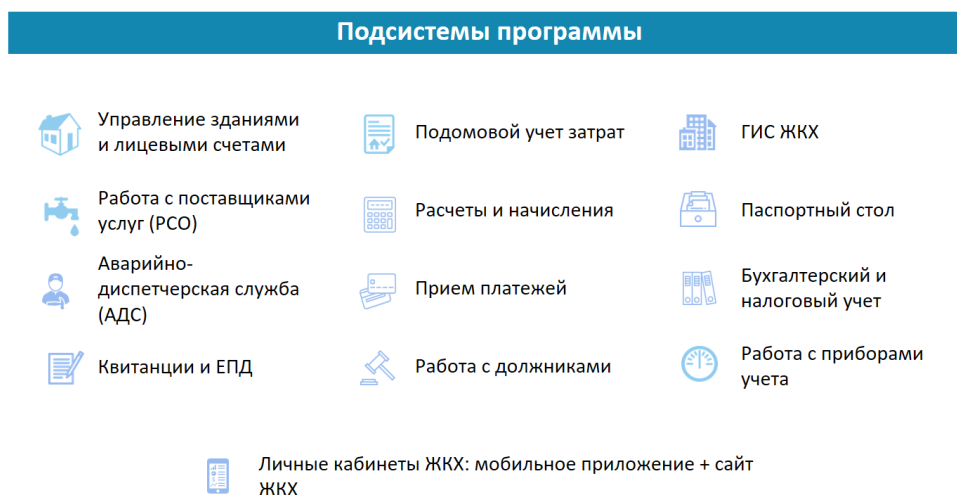 Подсистемы программы
Управление зданиями
и лицевыми счетами
Подомовой учет затрат
ГИС ЖКХ
Работа с поставщиками
услуг (РСО)
Расчеты и начисления
Паспортный стол
Аварийно-
диспетчерская служба
(АДС)
Прием платежей
Бухгалтерский и
налоговый учет
Квитанции и ЕПД
Работа с должниками
Работа с приборами
учета
Личные кабинеты ЖКХ: мобильное приложение + сайт
ЖКХ